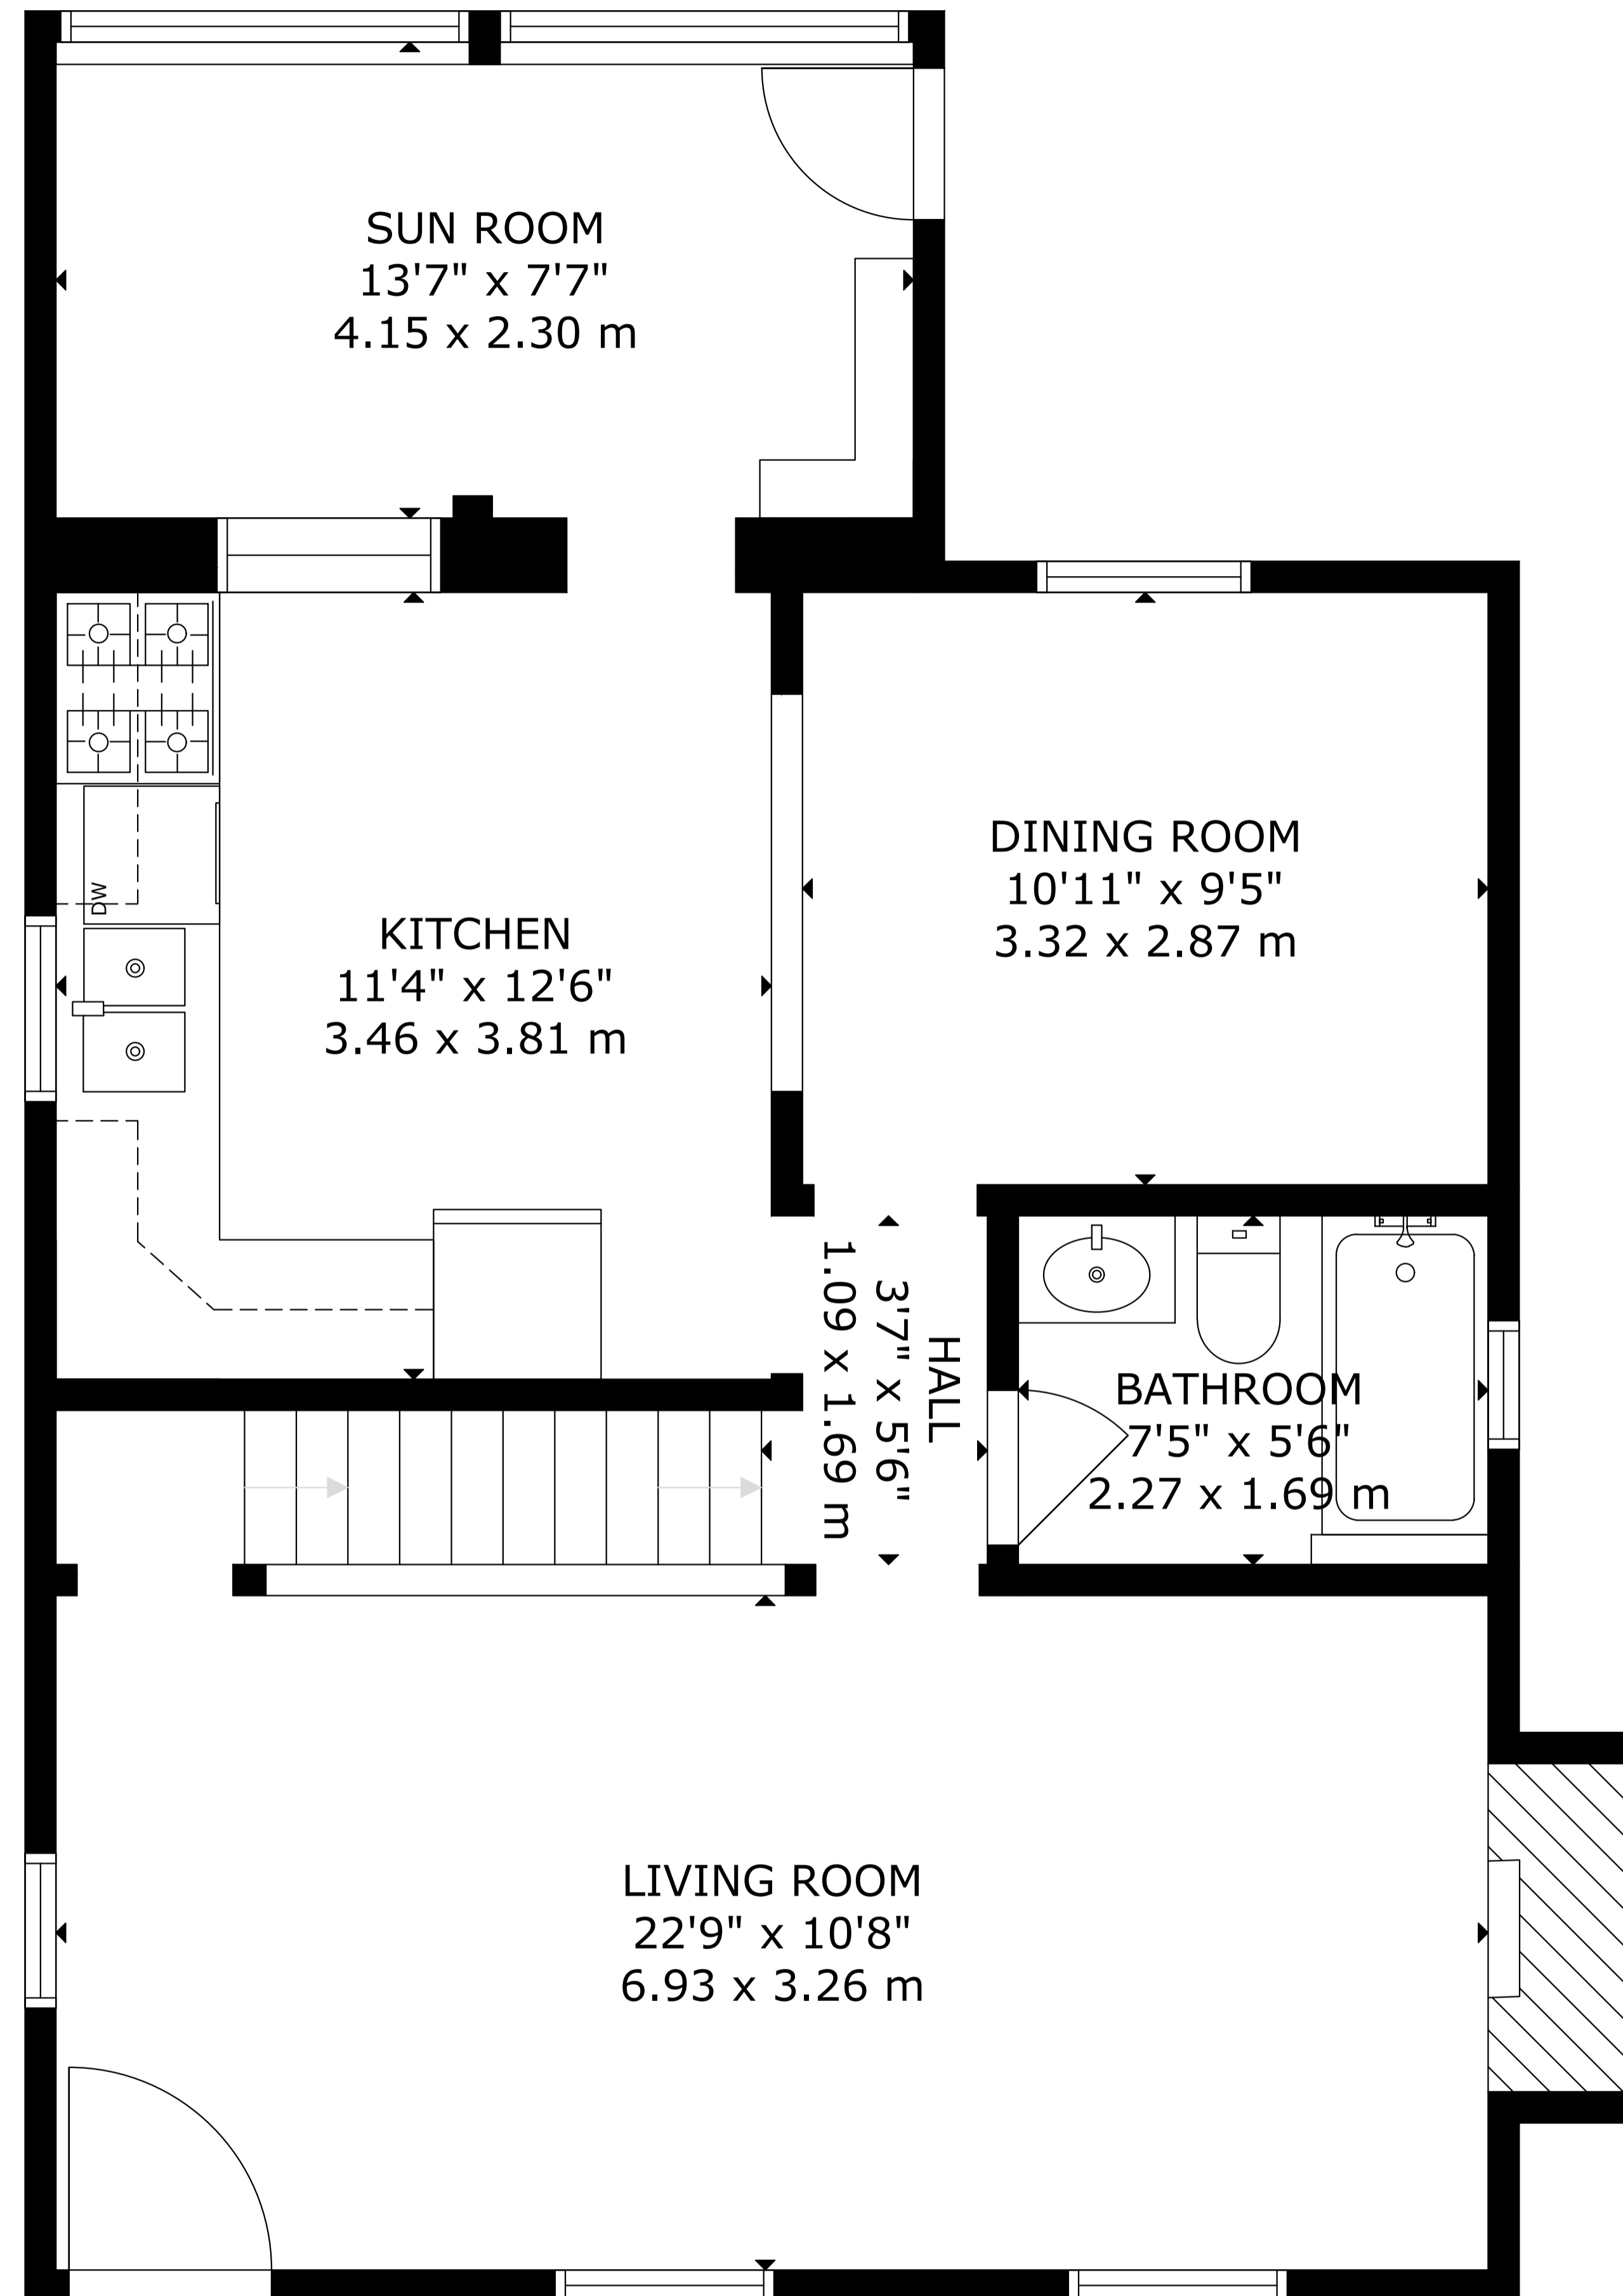 SUN ROOM
13'7" x 7'7"
4.15 x 2.30 m
DINING ROOM
10'11" x 9'5"
3.32 x 2.87 m
DW
KITCHEN
11'4" x 12'6"
3.46 x 3.81 m
HALL
3'7" x 5'6"
1.09 x 1.69 m
BATHROOM
7'5" x 5'6"
2.27 x 1.69 m
LIVING ROOM
22'9" x 10'8"
6.93 x 3.26 m